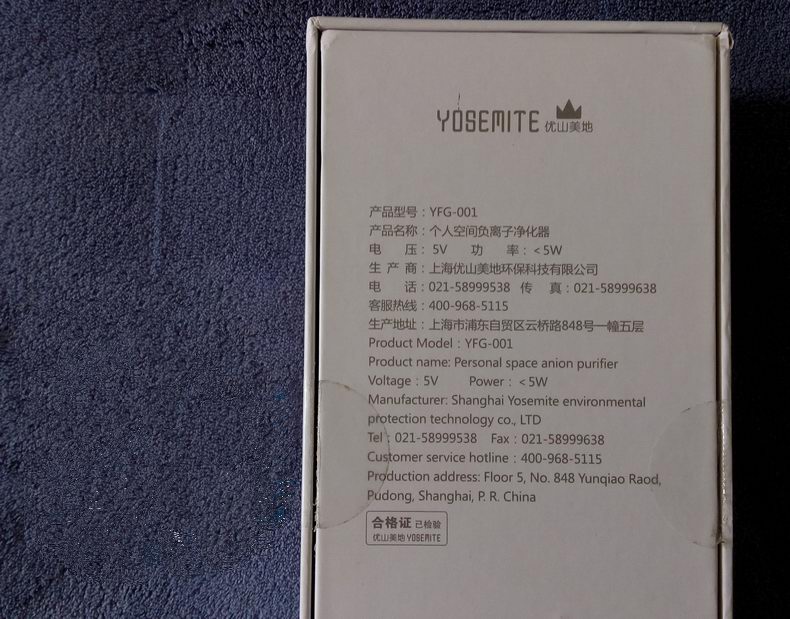 YOSEMITE 优山美地
产品型号：YFG-001
产品名称：个人空间负离子净化器
电 压：5V 功 率：＜5W
生 产 商：上海优山美地环保科技有限公司
电 话：021-58999538 传 真：021-58999638
客服热线：400-968-5115
生产地址：上海市浦东自贸区云桥路848号一幢五层
Product Model：YFG-001
Product name: Personal space anion purifier
Voltage：5V Power：＜5W
Manufacturer: Shanghai Yosemite environmental
protection technology co., LTD
Tel：021-58999538 Fax：021-58999638
Customer service hotline：400-968-5115
Production address: Floor 5, No. 848 Yunqiao Raod,
Pudong, Shanghai, P. R. China
合格证 已检验
优山美地 YOSEMITE